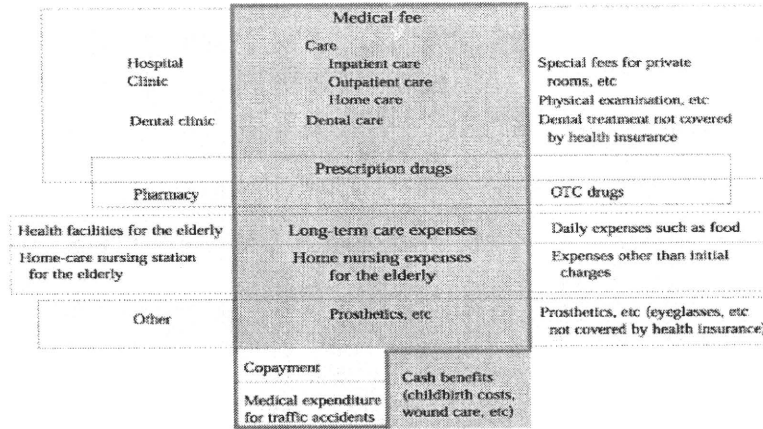 Medical fee
Care
Hospital
Inpatient care
Special fees for private
Clinic
Outpatient care
rooms, etc
Home care
Physical examination, etc
Dental clinic
Dental care
Dental treatment not covered
by health insurance
Prescription drugs
Pharmacy
OTC drugs
Health facilities for the elderly
Long-term care expenses
Daily expenses such as food
Home-care nursing station
for the elderly
Home nursing expenses
for the elderly
Expenses other than initial
charges
Other
Prosthetics, etc
Prosthetics, etc (eyeglasses, etc
not covered by health insurance)
Copayment
Medical expenditure
for traffic accidents
Cash benefits
(childbirth costs,
wound care, etc)